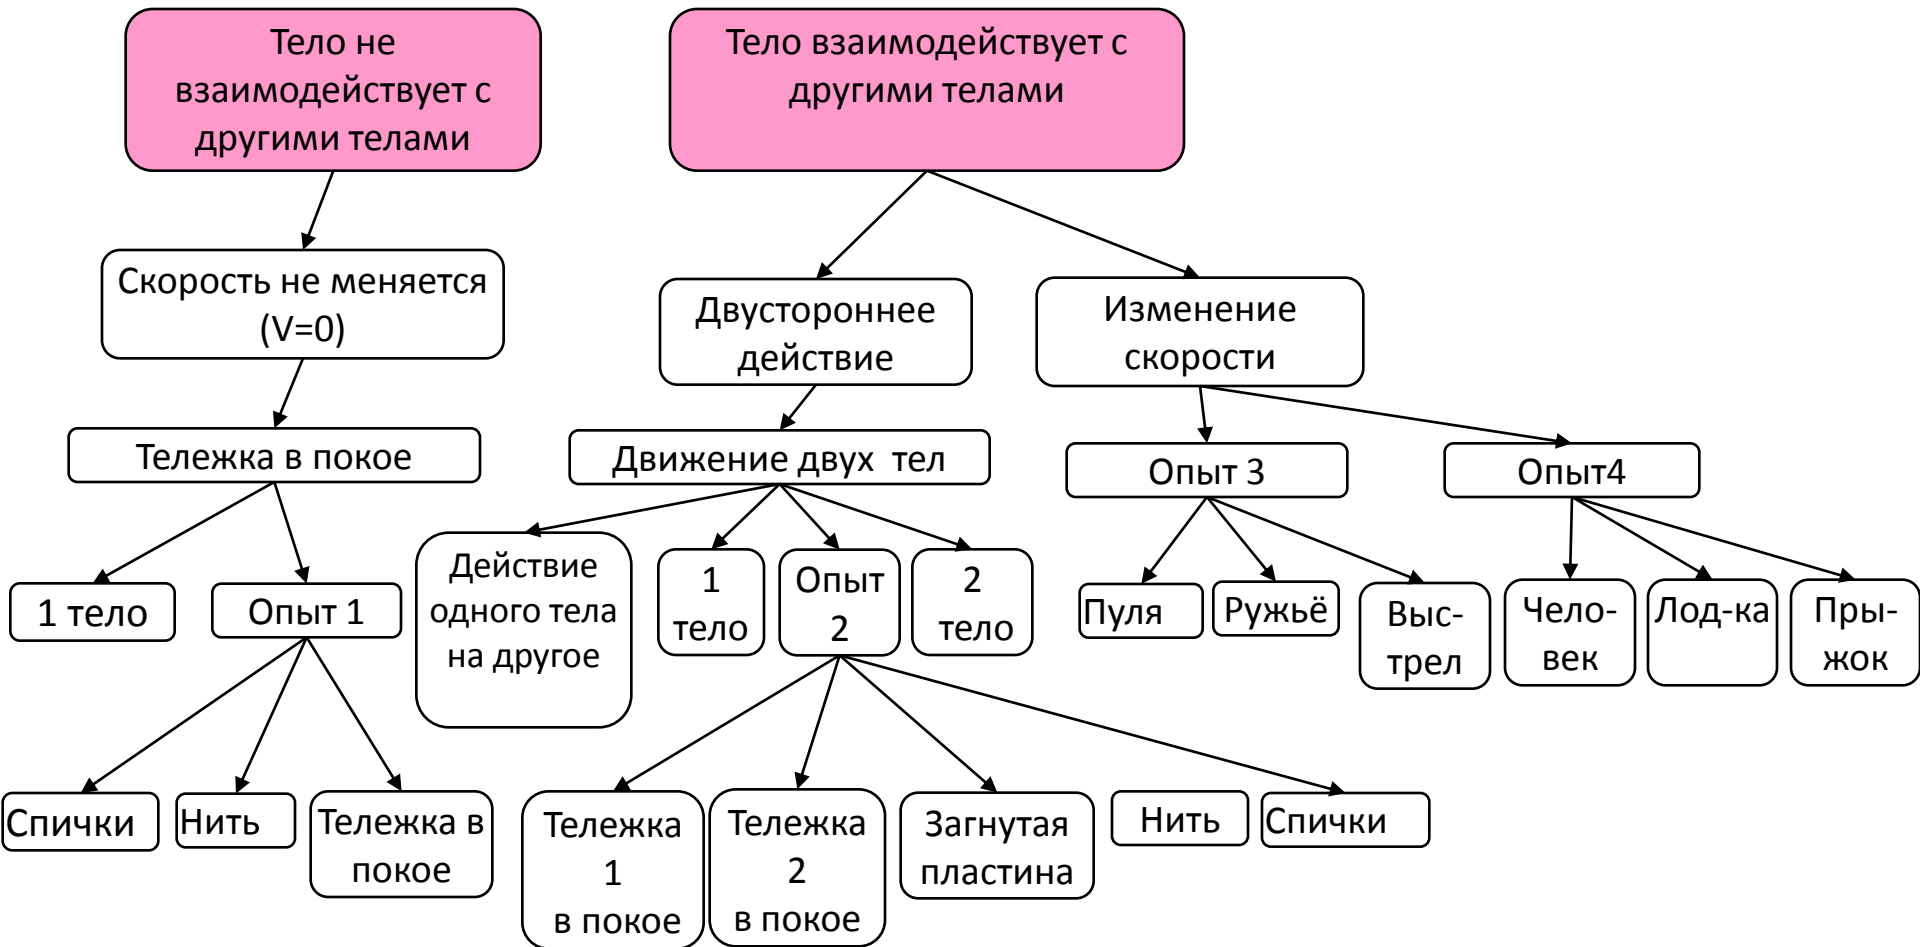 Тело не
взаимодействует с
другими телами
Тело взаимодействует с
другими телами
Скорость не меняется
(V=0)
Двустороннее
действие
Изменение
скорости
Тележка в покое
Движение двух тел
Опыт 3
Опыт4
1 тело
Опыт 1
Действие
одного тела
на другое
1
тело
Опыт
2
2
тело
Пуля
Ружьё
Выс-
трел
Чело-
век
Лод-ка
Пры-
жок
Спички
Нить
Тележка в
покое
Тележка
1
в покое
Тележка
2
в покое
Загнутая
пластина
Нить
Спички